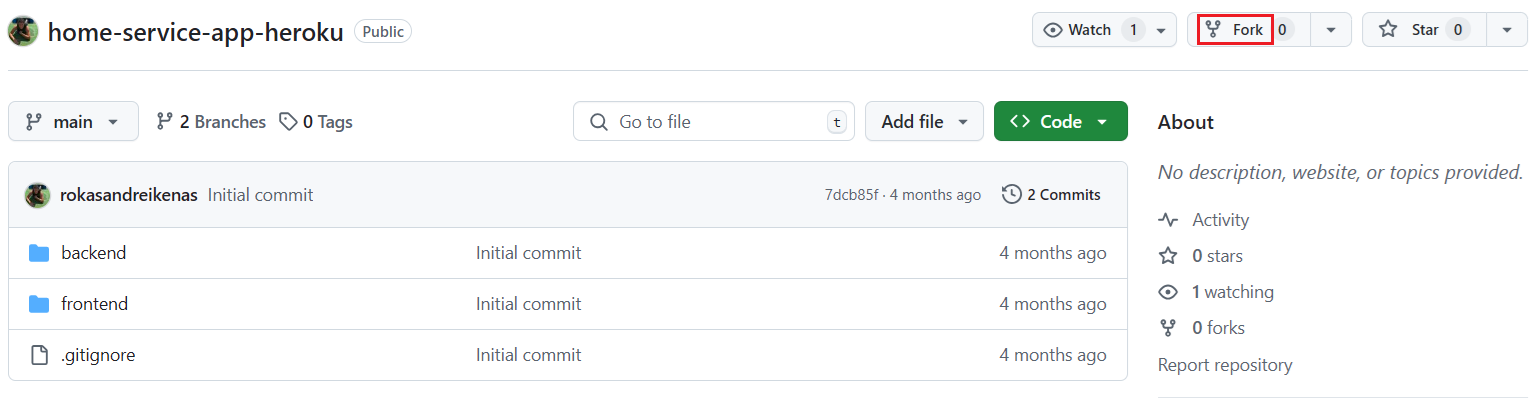 home-service-app-heroku Public Watch 1 Fork 0 Star 0
main 2 Branches 0 Tags Go to file t Add file Code
About
No description, website, or topics provided.
rokasandreikenas Initial commit 7dcb85f · 4 months ago 2 Commits
Activity
backend Initial commit 4 months ago
0 stars
1 watching
frontend Initial commit 4 months ago
0 forks
.gitignore Initial commit 4 months ago
Report repository